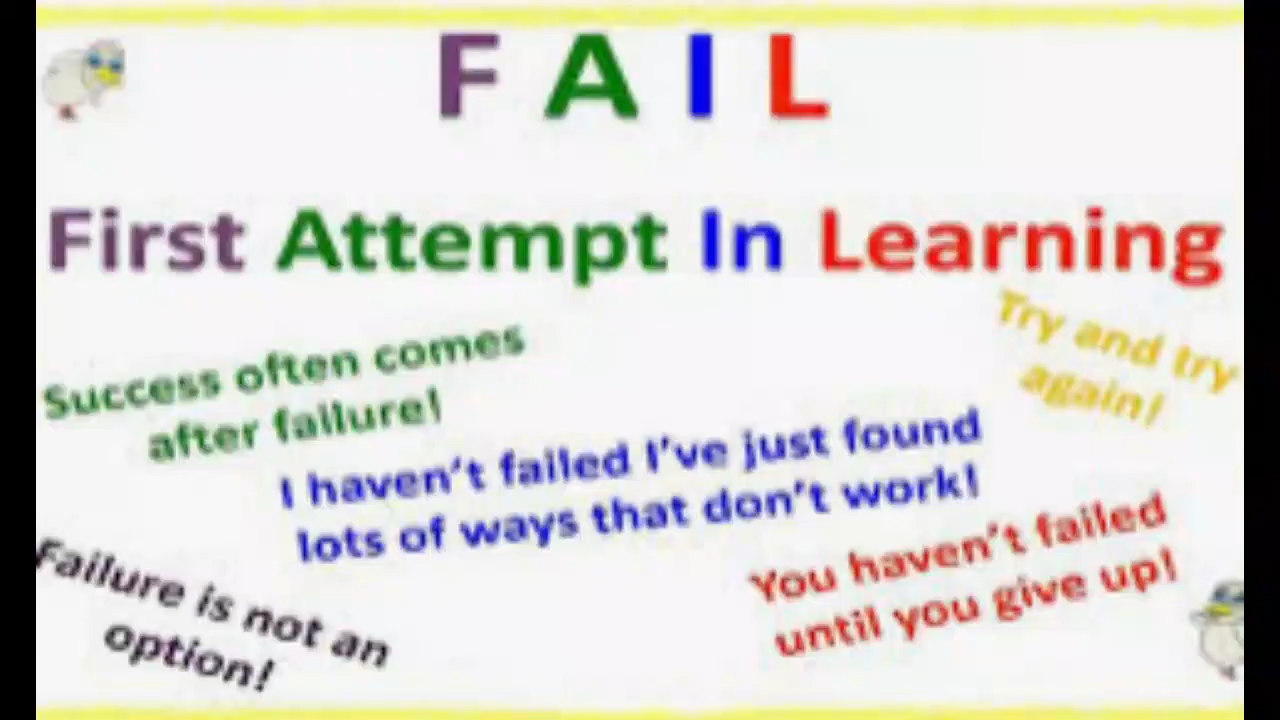 F A I L
First Attempt In Learning
Success often comes
after failure!
Try and try
again!
I haven't failed I've just found
lots of ways that don't work!
Failure is not an
option!
You haven't failed
until you give up!